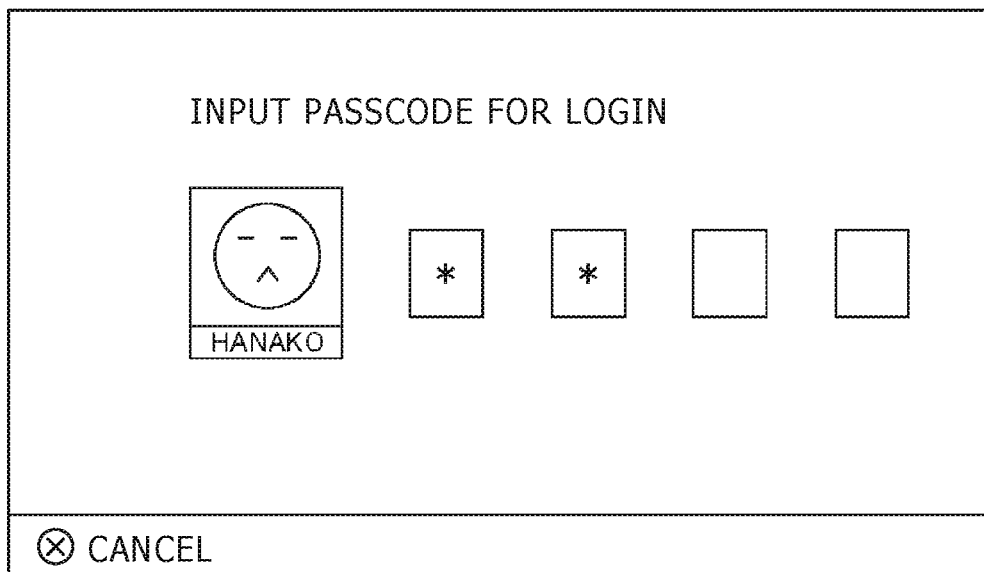 INPUT PASSCODE FOR LOGIN
* *
HANAKO
CANCEL